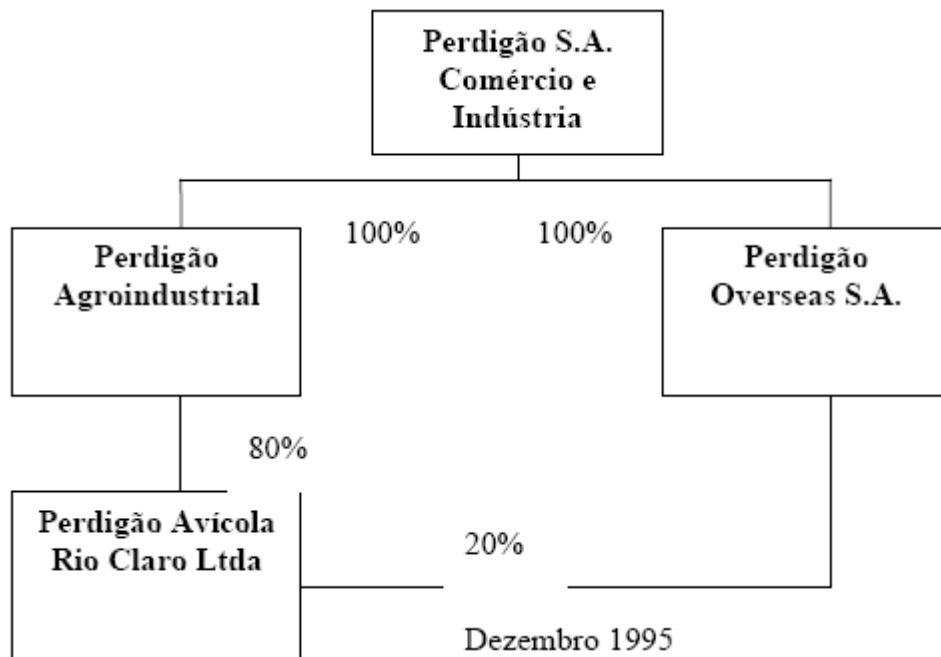 Perdigão S.A.
Comércio e
Indústria
100%
100%
Perdigão
Agroindustrial
Perdigão
Overseas S.A.
80%
Perdigão Avícola
Rio Claro Ltda
20%
Dezembro 1995